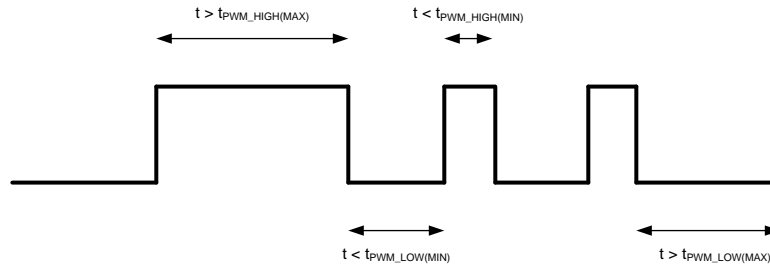 t > tPWM_HIGH(MAX)
t < tPWM_HIGH(MIN)
t < tPWM_LOW(MIN)
t > tPWM_LOW(MAX)